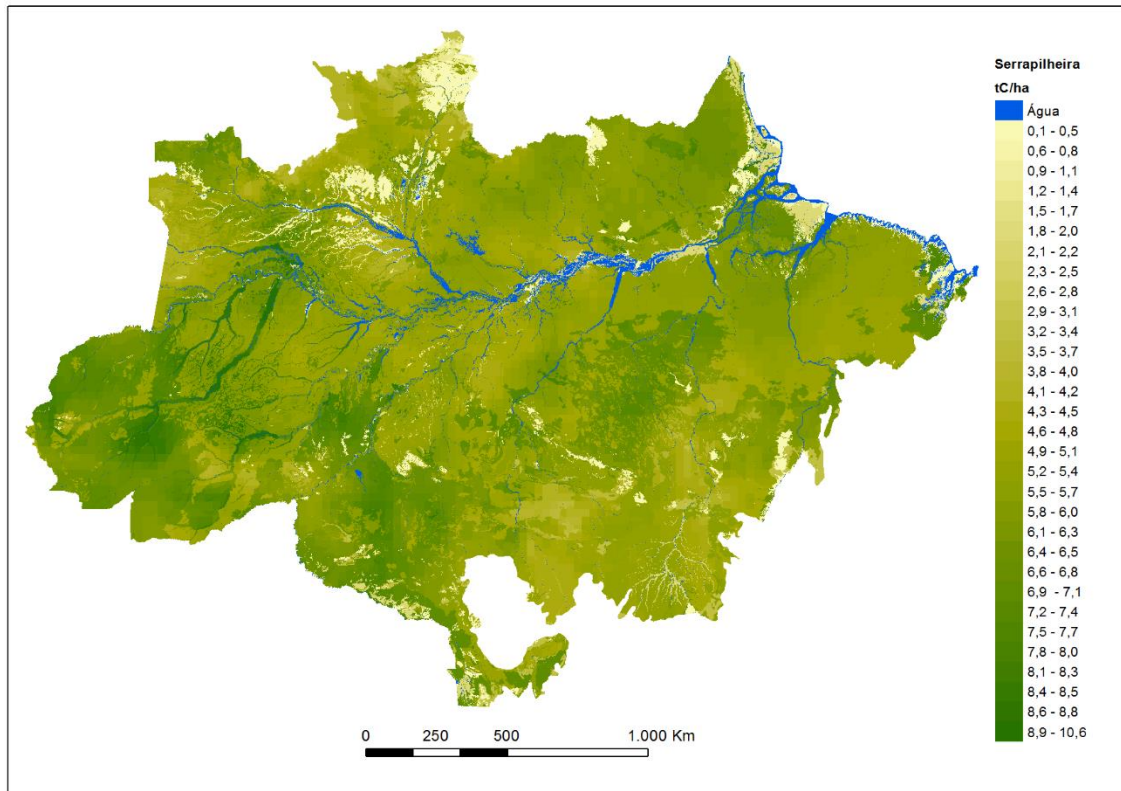 Serrapilheira
tC/ha
Água
0,1 - 0,5
0,6 - 0,8
0,9 - 1,1
1,2 - 1,4
1,5 - 1,7
1,8 - 2,0
2,1 - 2,2
2,3 - 2,5
2,6 - 2,8
2,9 - 3,1
3,2 - 3,4
3,5 - 3,7
3,8 - 4,0
4,1 - 4,2
4,3 - 4,5
4,6 - 4,8
4,9 - 5,1
5,2 - 5,4
5,5 - 5,7
5,8 - 6,0
6,1 - 6,3
6,4 - 6,5
6,6 - 6,8
6,9 - 7,1
7,2 - 7,4
7,5 - 7,7
7,8 - 8,0
8,1 - 8,3
8,4 - 8,5
8,6 - 8,8
8,9 - 10,6
0 250 500 1.000 Km